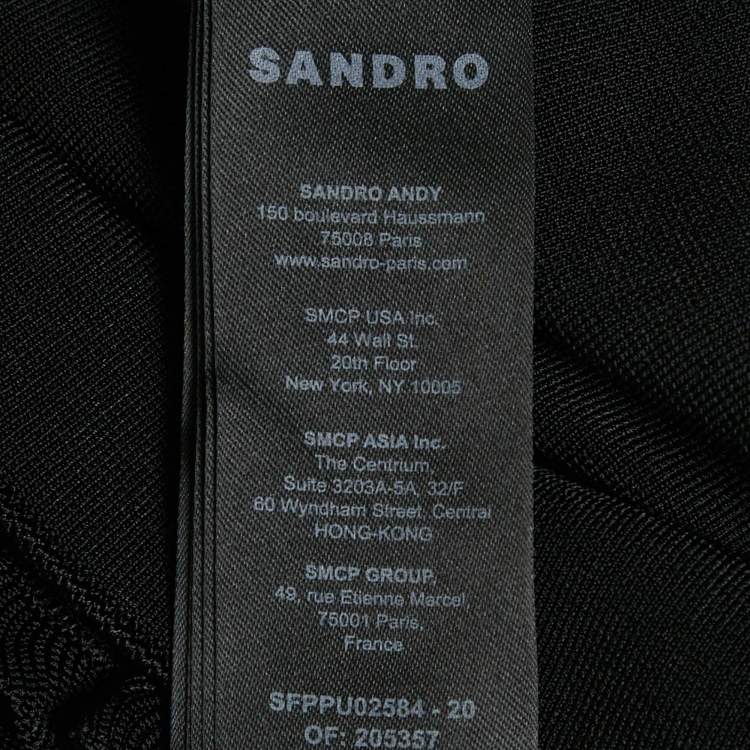 SANDRO
SANDRO ANDY
150 boulevard Haussmann
75008 Paris
www.sandro-paris.com
SMCP USA Inc.
44 Wall St.
20th Floor
New York, NY 10005
SMCP ASIA Inc.
The Centrium,
Suite 3203A-5A, 32/F
60 Wyndham Street, Central
HONG-KONG
SMCP GROUP,
49, rue Etienne Marcel,
75001 Paris,
France
SFPPU02584 - 20
OF: 205357